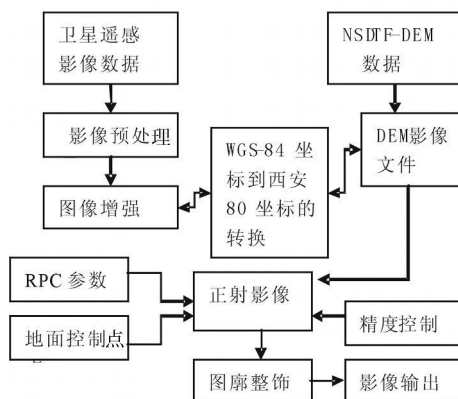 卫星遥感
影像数据
NSDTF-DEM
数据
影像预处理
WGS-84 坐
标到西安
80 坐标的
转换
DEM影像
文件
图像增强
RPC 参数
正射影像
地面控制点
精度控制
图廓整饰
影像输出